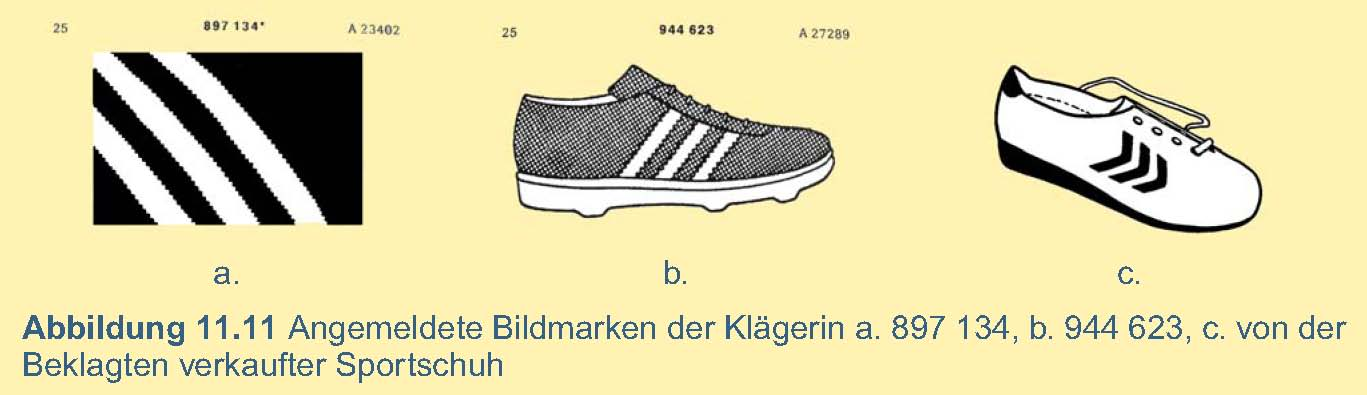 25 897 134* A 23402
25 944 623 A 27289
a. b. c.
Abbildung 11.11 Angemeldete Bildmarken der Klägerin a. 897 134, b. 944 623, c. von der
Beklagten verkaufter Sportschuh